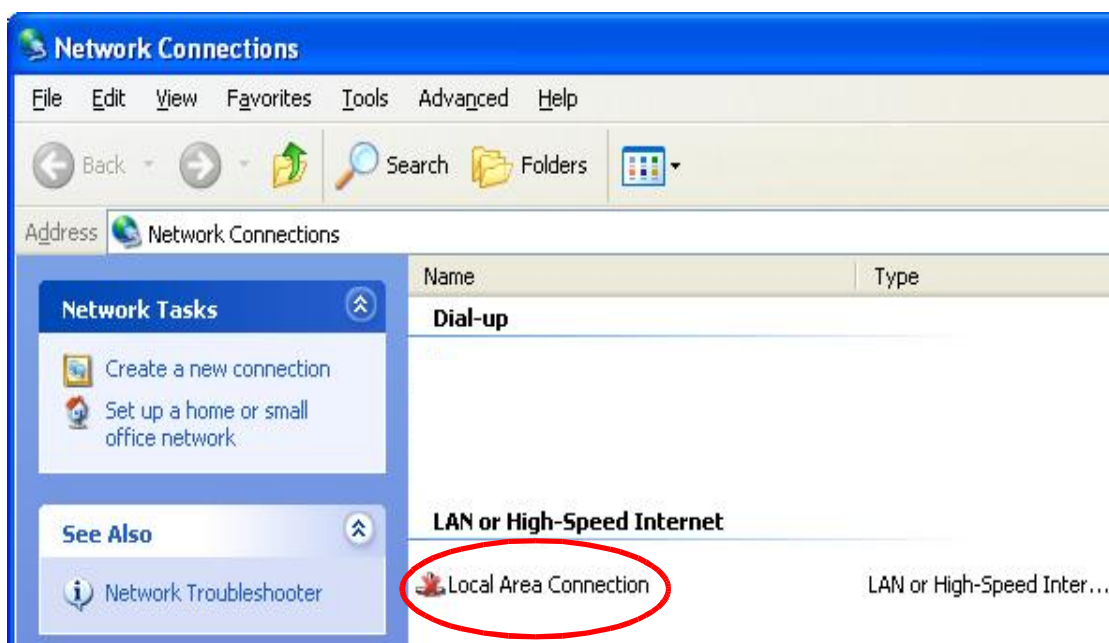 Network Connections
File Edit View Favorites Tools Advanced Help
Back Search Folders
Address Network Connections
Network Tasks
Create a new connection
Set up a home or small
office network
See Also
Network Troubleshooter
Name Type
Dial-up
LAN or High-Speed Internet
Local Area Connection LAN or High-Speed Inter...